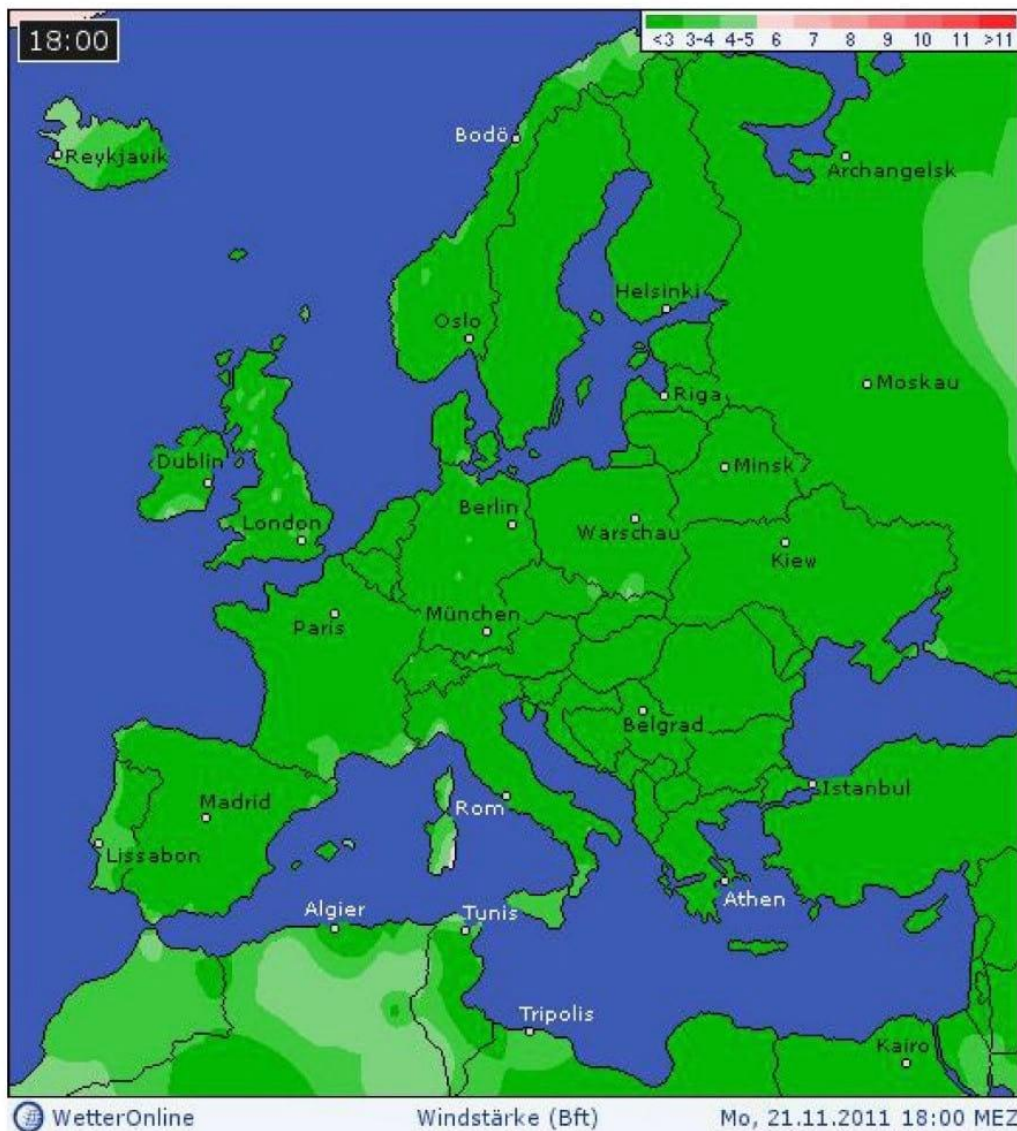 18:00
<3 3-4 4-5 6 7 8 9 10 11 >11
Bodö
Reykjavik
Archangelsk
Helsinki
Oslo
Moskau
Riga
Dublin
Minsk
London
Berlin
Warschau
Kiew
München
Paris
Belgrad
Istanbul
Madrid
Rom
Lissabon
Athen
Algier
Tunis
Tripolis
Kairo
WetterOnline Windstärke (Bft) Mo, 21.11.2011 18:00 MEZ